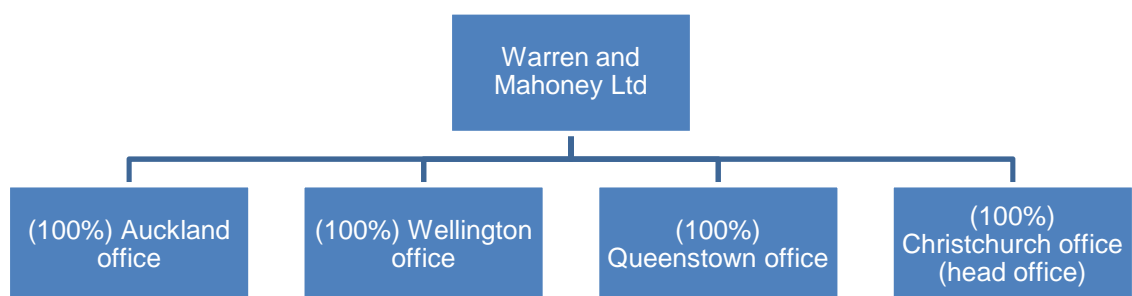 Warren and
Mahoney Ltd
(100%) Auckland
office
(100%) Wellington
office
(100%)
Queenstown office
(100%)
Christchurch office
(head office)